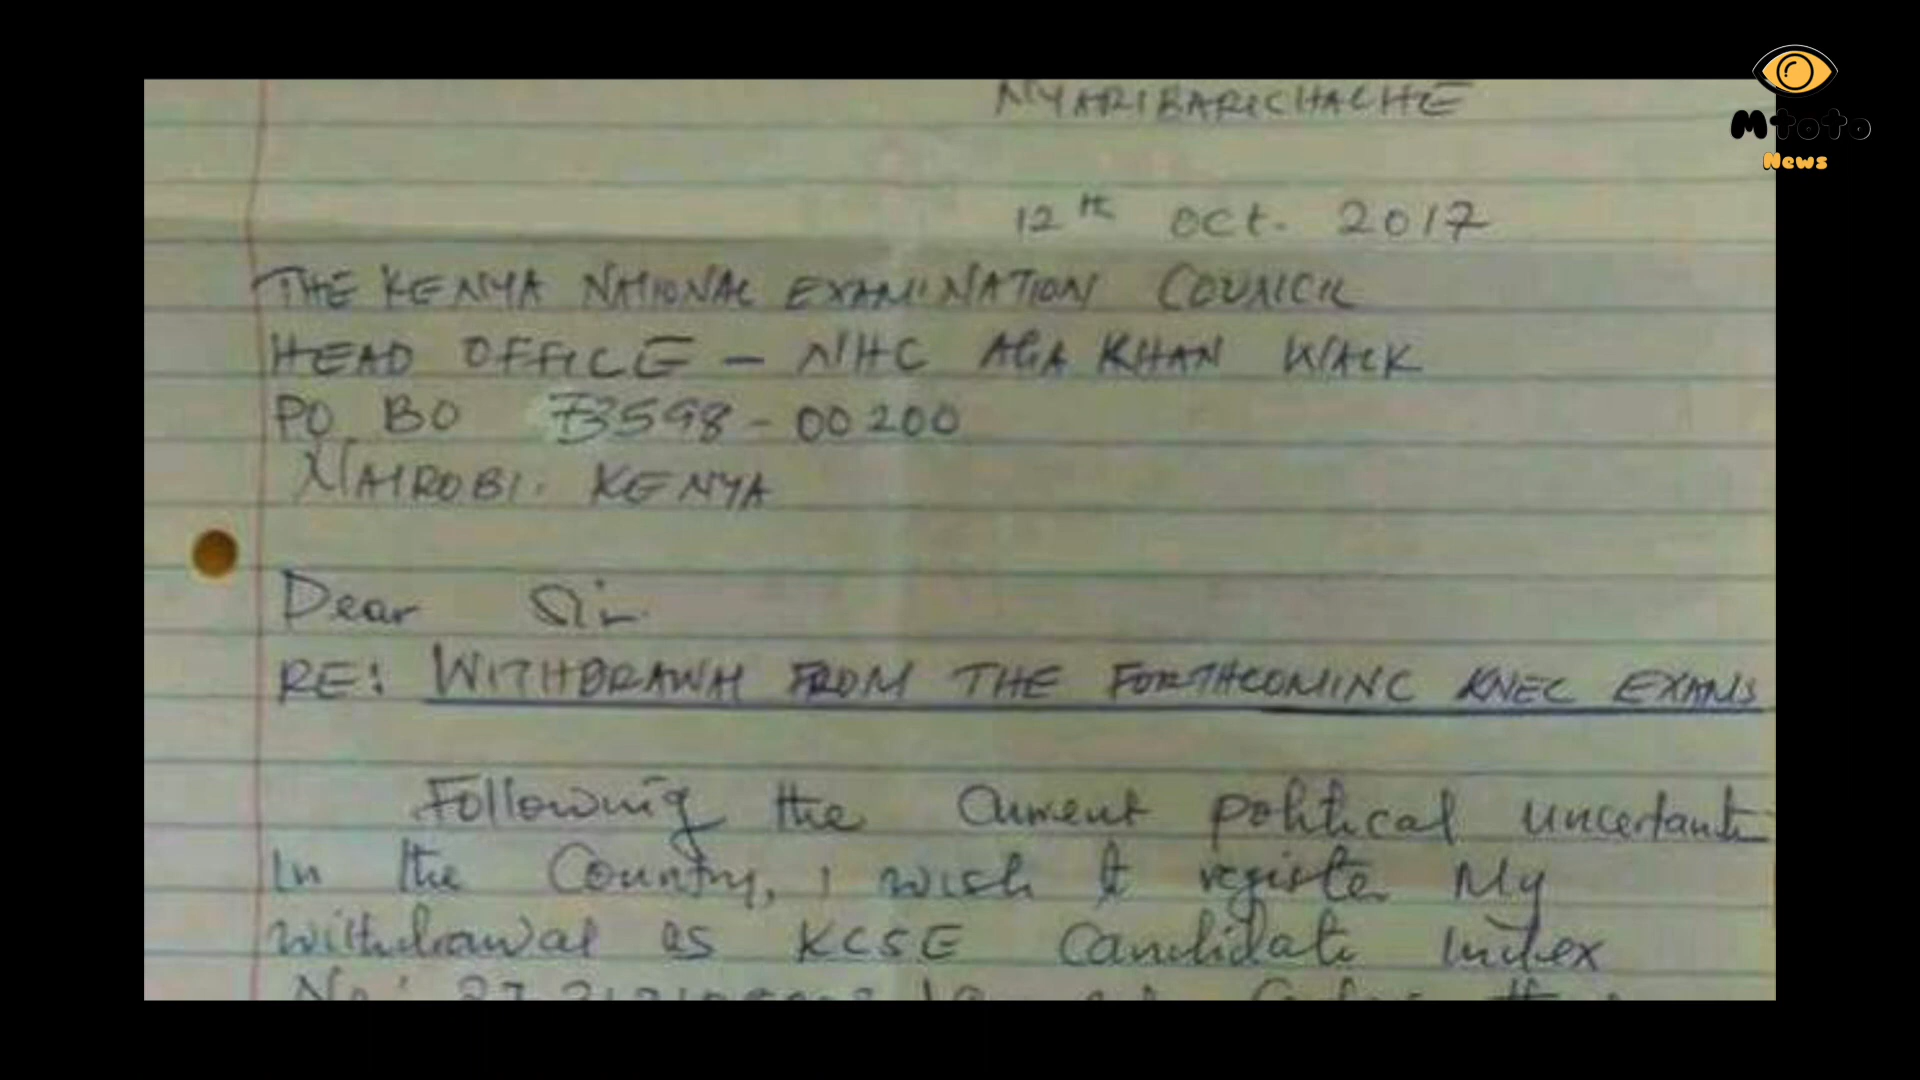 NYARIBARICHACHE
Mtoto
News
12th Oct. 2017
THE KENYA NATIONAL EXAMINATION COUNCIL
HEAD OFFICE - NHC AGA KHAN WALK
PO. BO 73598-00200
NAIROBI. KENYA
Dear Sir
RE: WITHDRAWAL FROM THE FORTHCOMING KNEC EXAMS
Following the Current political
in the Country, i wish to register My
withdrawal as KCSE Candidate Index
No: